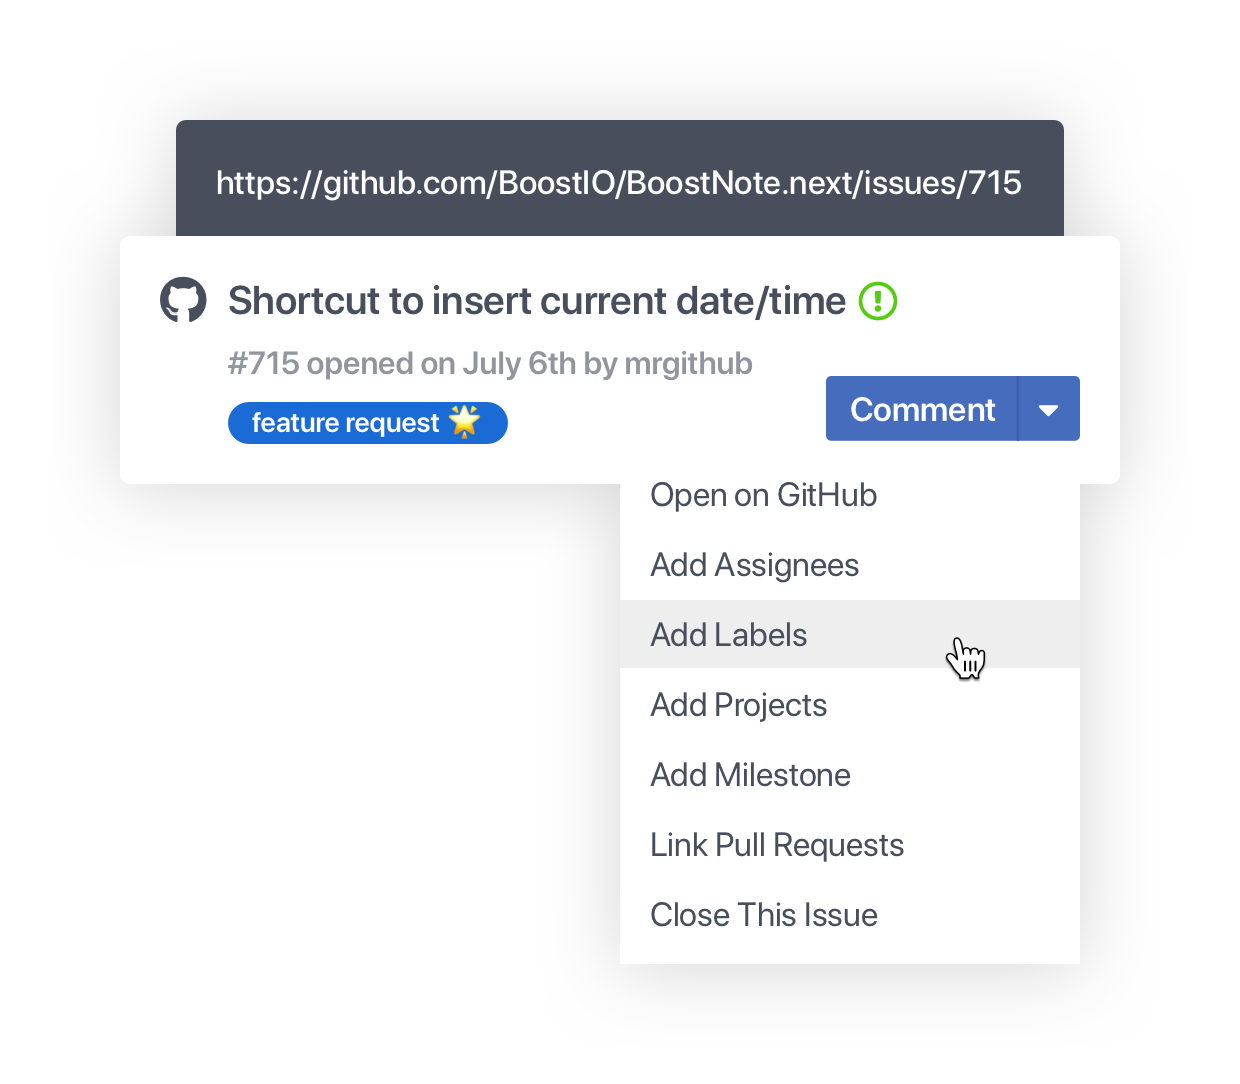 https://github.com/BoostIO/BoostNote.next/issues/715
Shortcut to insert current date/time
#715 opened on July 6th by mrgithub
feature request 🌟
Comment
Open on GitHub
Add Assignees
Add Labels
Add Projects
Add Milestone
Link Pull Requests
Close This Issue